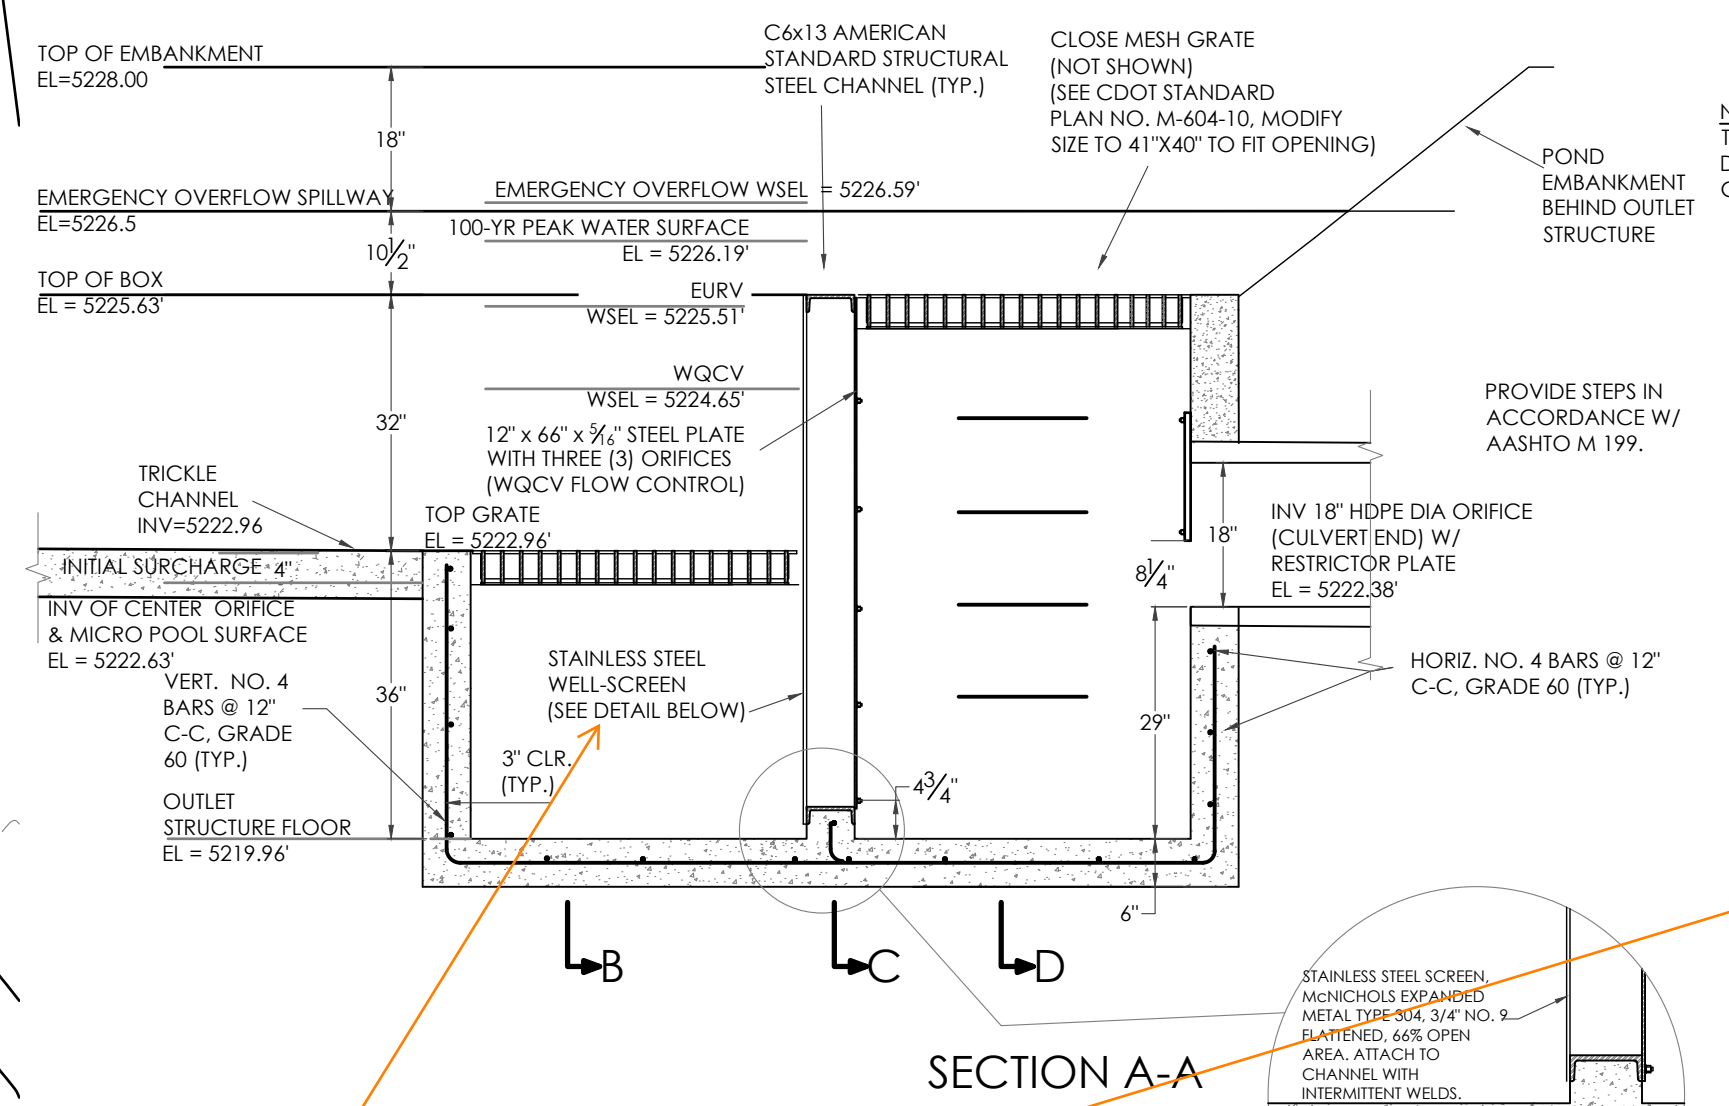 TOP OF EMBANKMENT
EL=5228.00
18"
EMERGENCY OVERFLOW SPILLWAY
EL=5226.5
10½"
TOP OF BOX
EL = 5225.63'
32"
C6x13 AMERICAN
STANDARD STRUCTURAL
STEEL CHANNEL (TYP.)
CLOSE MESH GRATE
(NOT SHOWN)
(SEE CDOT STANDARD
PLAN NO. M-604-10, MODIFY
SIZE TO 41"X40" TO FIT OPENING)
POND
EMBANKMENT
BEHIND OUTLET
STRUCTURE
EMERGENCY OVERFLOW WSEL = 5226.59'
100-YR PEAK WATER SURFACE
EL = 5226.19'
EURV
WSEL = 5225.51'
WQCV
WSEL = 5224.65'
12" x 66" x 5⁄16" STEEL PLATE
WITH THREE (3) ORIFICES
(WQCV FLOW CONTROL)
PROVIDE STEPS IN
ACCORDANCE W/
AASHTO M 199.
TRICKLE
CHANNEL
INV=5222.96
TOP GRATE
EL = 5222.96'
INITIAL SURCHARGE 4"
INV OF CENTER ORIFICE
& MICRO POOL SURFACE
EL = 5222.63'
18"
8¼"
INV 18" HDPE DIA ORIFICE
(CULVERT END) W/
RESTRICTOR PLATE
EL = 5222.38'
VERT. NO. 4
BARS @ 12"
C-C, GRADE
60 (TYP.)
36"
STAINLESS STEEL
WELL-SCREEN
(SEE DETAIL BELOW)
HORIZ. NO. 4 BARS @ 12"
C-C, GRADE 60 (TYP.)
29"
3" CLR.
(TYP.)
4¾"
OUTLET
STRUCTURE FLOOR
EL = 5219.96'
6"
B
C
D
STAINLESS STEEL SCREEN,
McNICHOLS EXPANDED
METAL TYPE 304, 3/4" NO. 9
FLATTENED, 66% OPEN
AREA. ATTACH TO
CHANNEL WITH
INTERMITTENT WELDS.
SECTION A-A